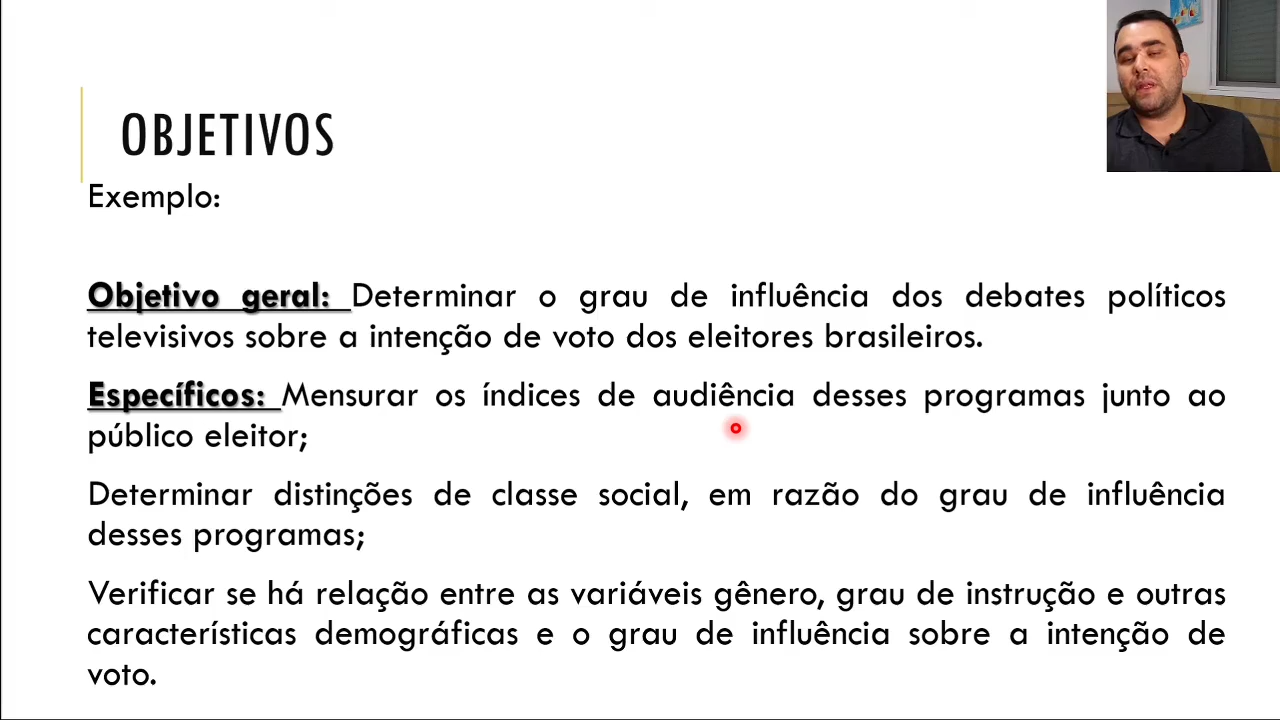 OBJETIVOS
Exemplo:
Objetivo geral: Determinar o grau de influência dos debates políticos
televisivos sobre a intenção de voto dos eleitores brasileiros.
Específicos: Mensurar os índices de audiência desses programas junto ao
público eleitor;
Determinar distinções de classe social, em razão do grau de influência
desses programas;
Verificar se há relação entre as variáveis gênero, grau de instrução e outras
características demográficas e o grau de influência sobre a intenção de
voto.